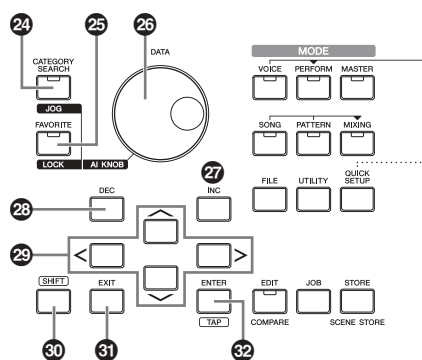 24 25 26
CATEGORY
SEARCH
DATA
MODE
VOICE PERFORM MASTER
JOG
FAVORITE
SONG PATTERN MIXING
LOCK AI KNOB
27
28 DEC INC
FILE UTILITY QUICK
SETUP
29
< >
SHIFT EXIT ENTER EDIT JOB STORE
TAP COMPARE SCENE STORE
30 31 32